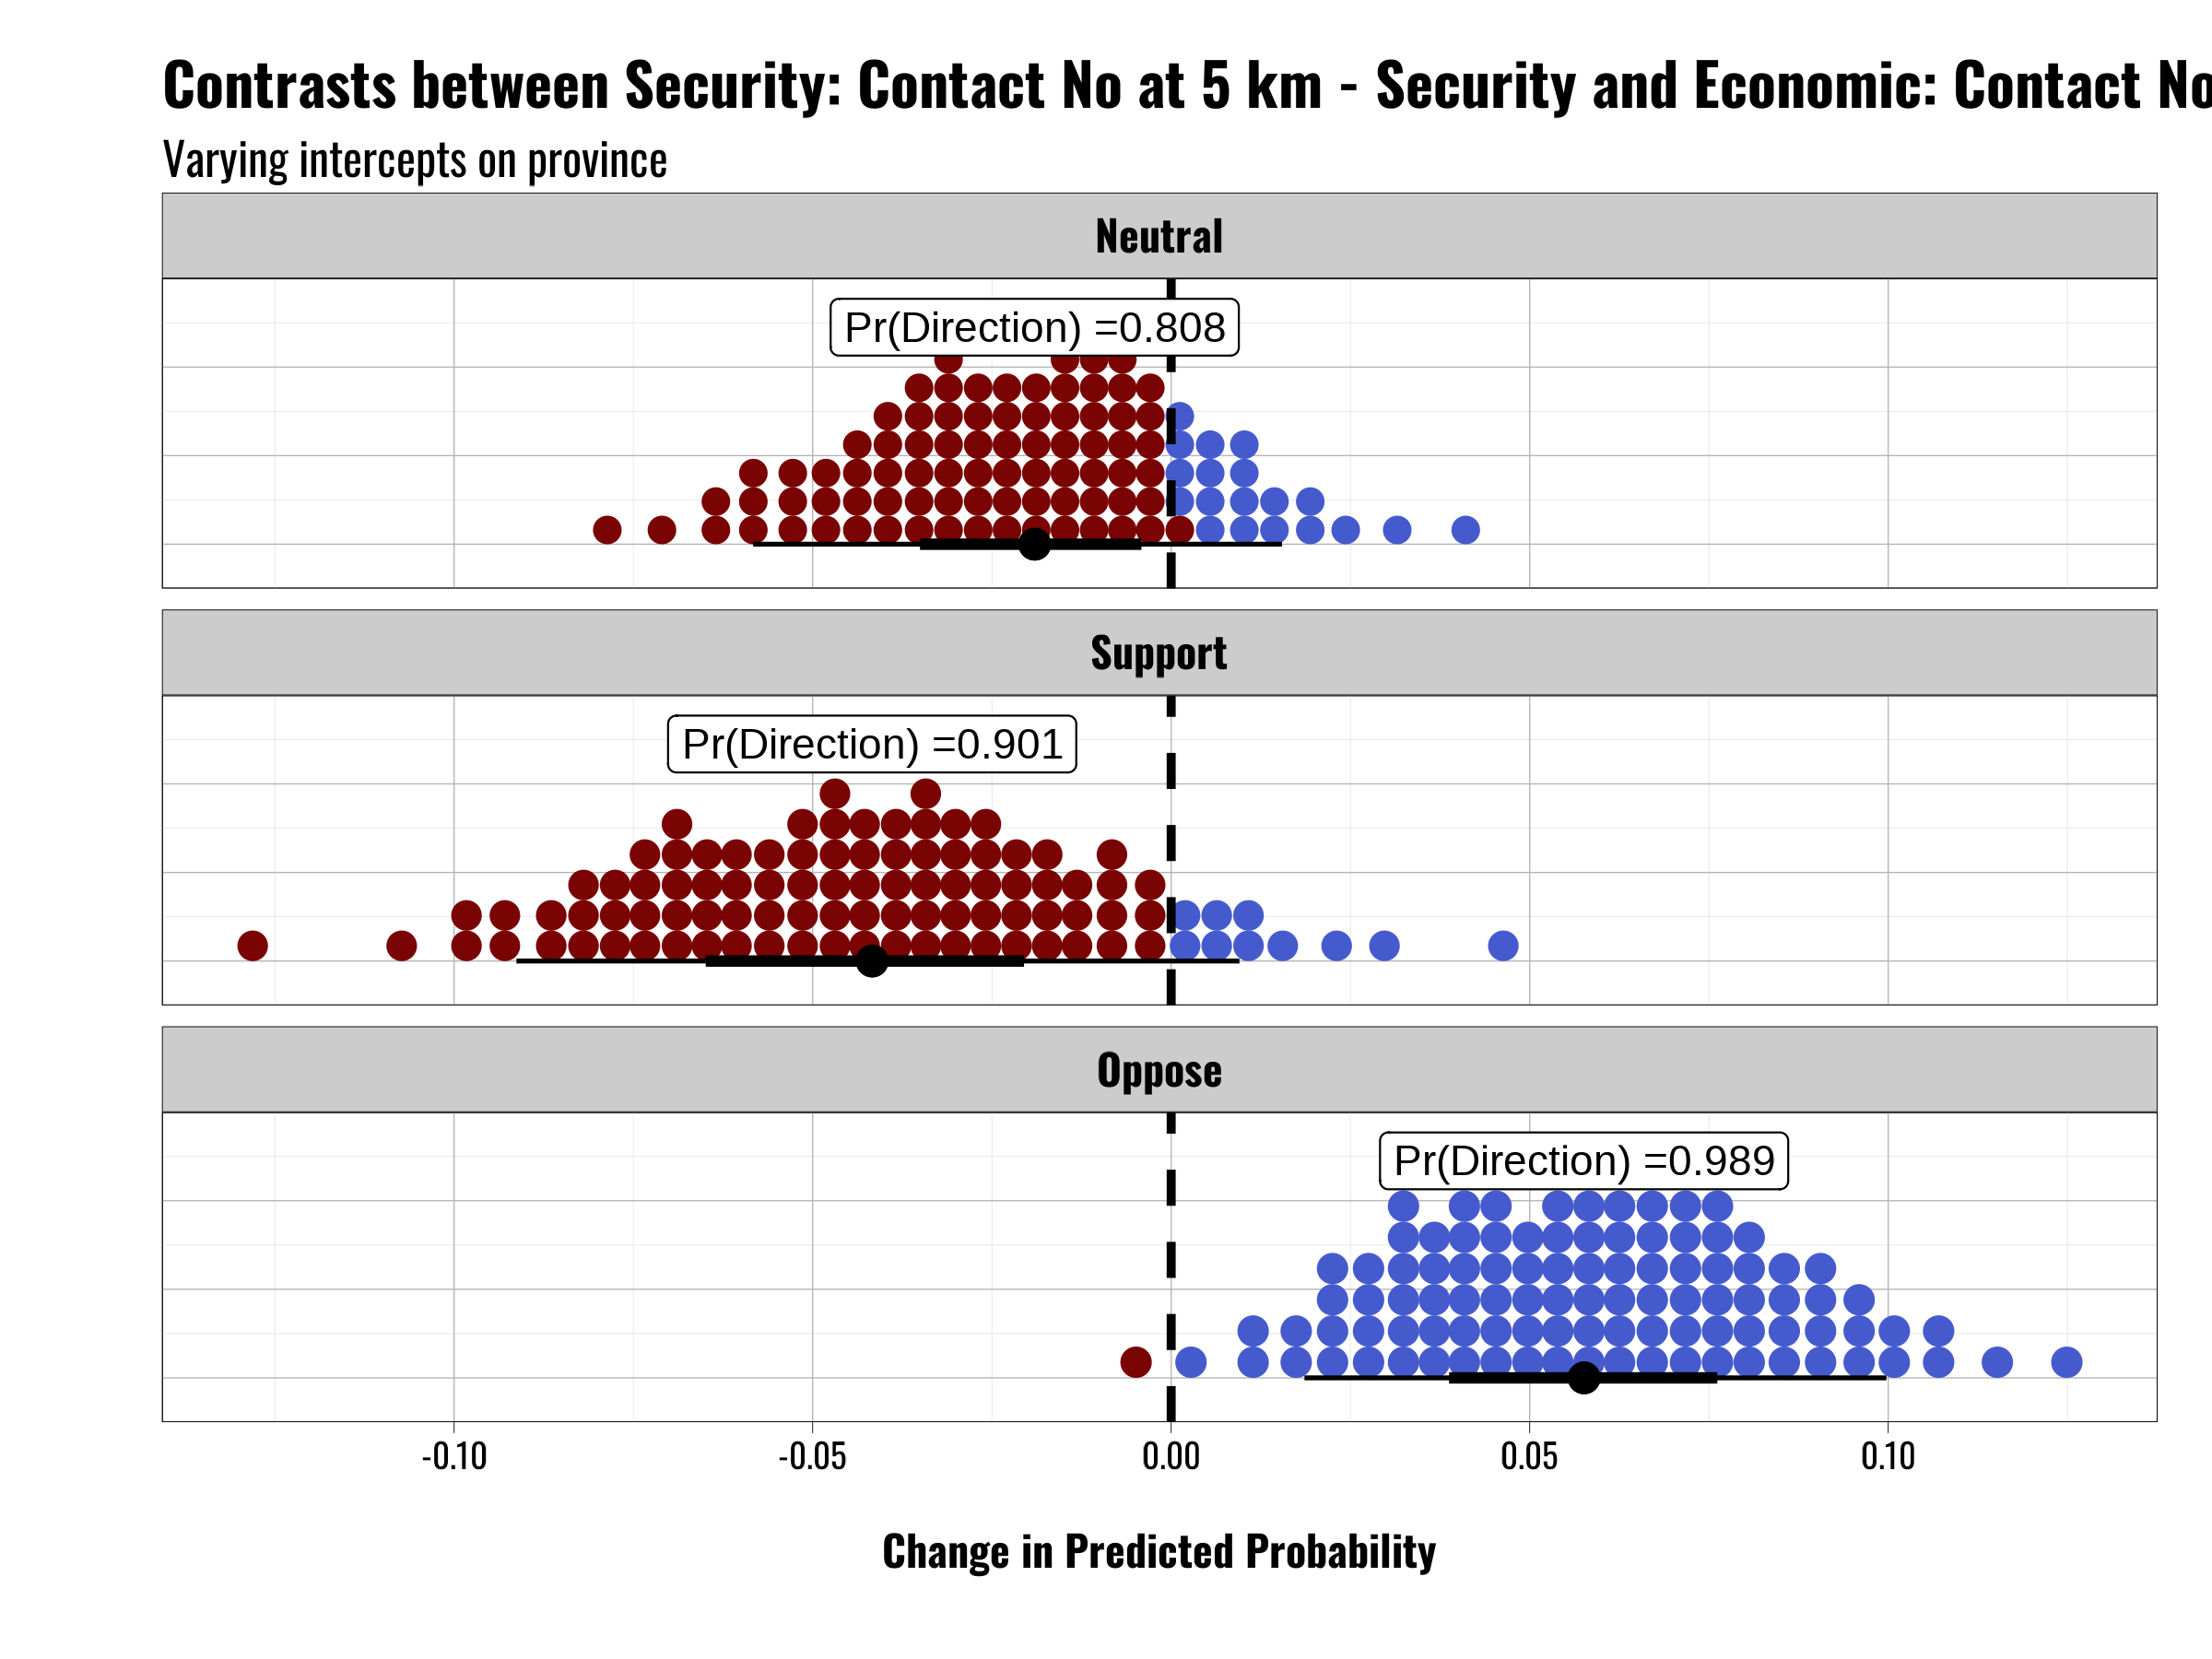 Contrasts between Security: Contact No at 5 km - Security and Economic: Contact No
Varying intercepts on province
Neutral
Pr(Direction) =0.808
Support
Pr(Direction) =0.901
Oppose
Pr(Direction) =0.989
-0.10 -0.05 0.00 0.05 0.10
Change in Predicted Probability